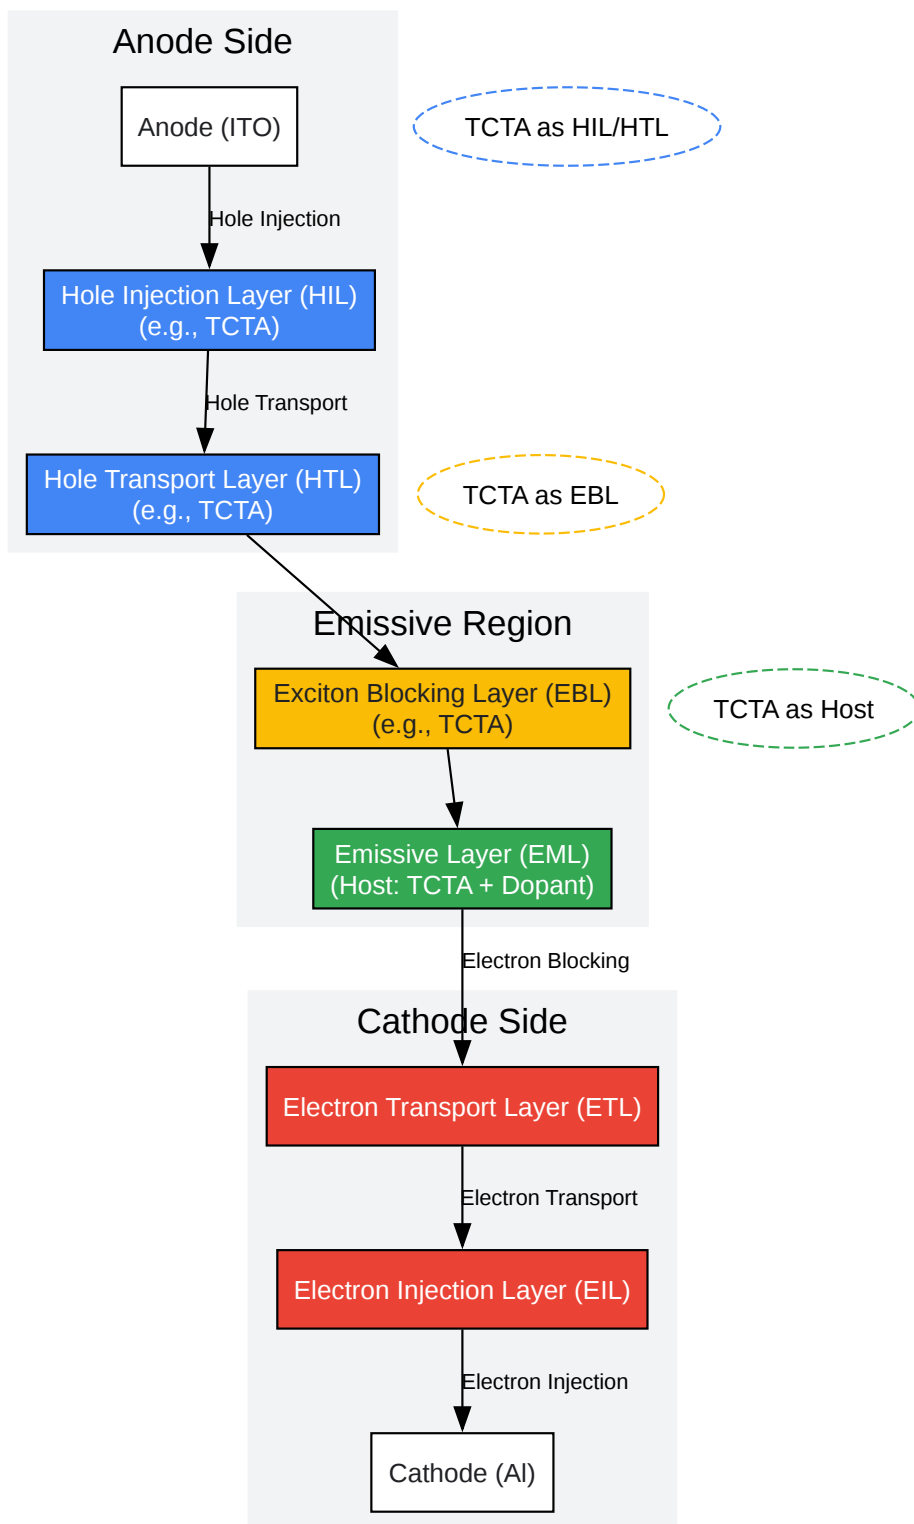 Anode Side
Anode (ITO)
TCTA as HIL/HTL
Hole Injection
Hole Injection Layer (HIL)
(e.g., TCTA)
Hole Transport
Hole Transport Layer (HTL)
(e.g., TCTA)
TCTA as EBL
Emissive Region
Exciton Blocking Layer (EBL)
(e.g., TCTA)
TCTA as Host
Emissive Layer (EML)
(Host: TCTA + Dopant)
Electron Blocking
Cathode Side
Electron Transport Layer (ETL)
Electron Transport
Electron Injection Layer (EIL)
Electron Injection
Cathode (Al)